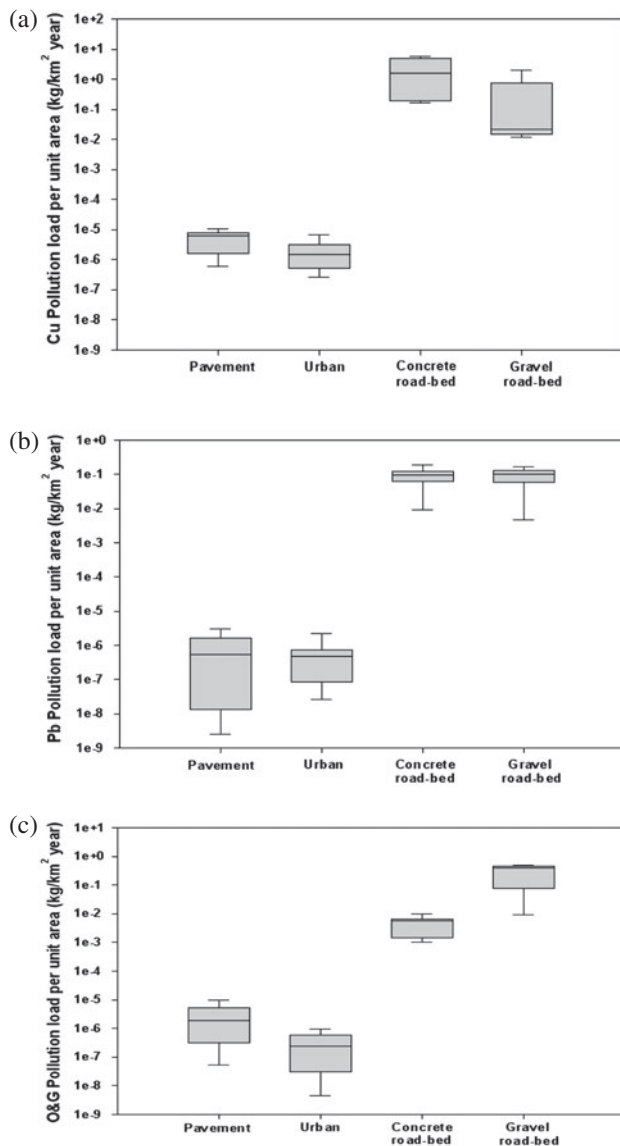 (a)
Cu Pollution load per unit area (kg/km² year)
1e+2
1e+0
1e-1
1e-2
1e-3
1e-4
1e-5
1e-6
1e-7
1e-8
1e-9
Pavement Urban Concrete Gravel
road-bed road-bed
(b)
Pb Pollution load per unit area (kg/km² year)
1e+0
1e-1
1e-2
1e-3
1e-4
1e-5
1e-6
1e-7
1e-8
1e-9
Pavement Urban Concrete Gravel
road-bed road-bed
(c)
O&G Pollution load per unit area (kg/km² year)
1e+1
1e+0
1e-1
1e-2
1e-3
1e-4
1e-5
1e-6
1e-7
1e-8
1e-9
Pavement Urban Concrete Gravel
road-bed road-bed